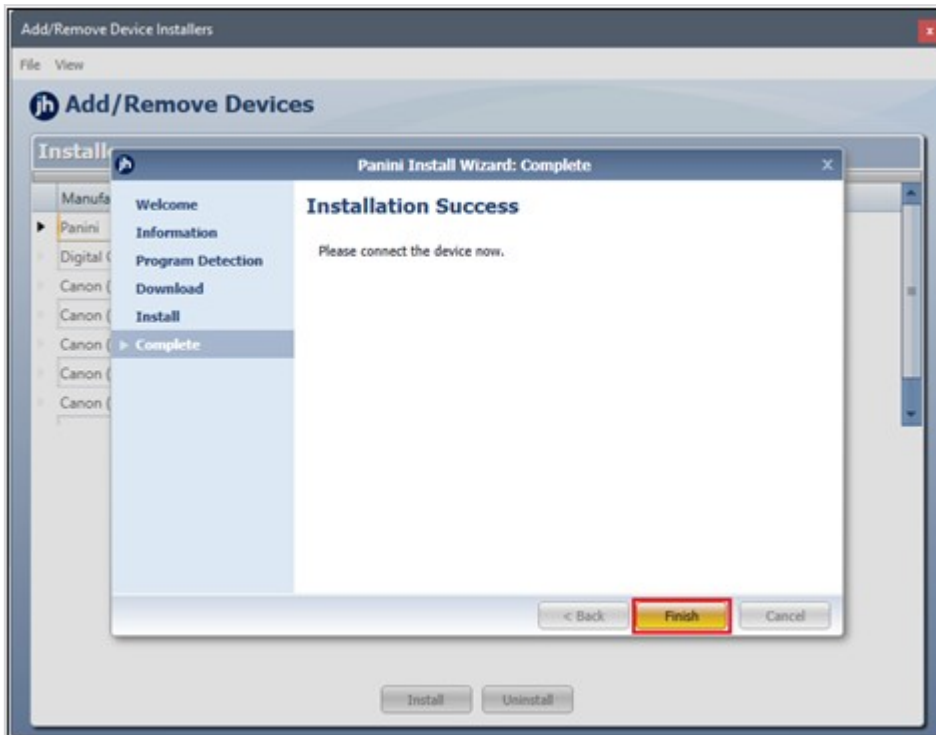 Add/Remove Device Installers
x
File View
jh Add/Remove Devices
Install
jh Panini Install Wizard: Complete x
Manufa
Panini
Digital C
Canon (
Canon (
Canon (
Canon (
Canon (
Welcome
Information
Program Detection
Download
Install
Complete
Installation Success
Please connect the device now.
< Back Finish Cancel
Install Uninstall